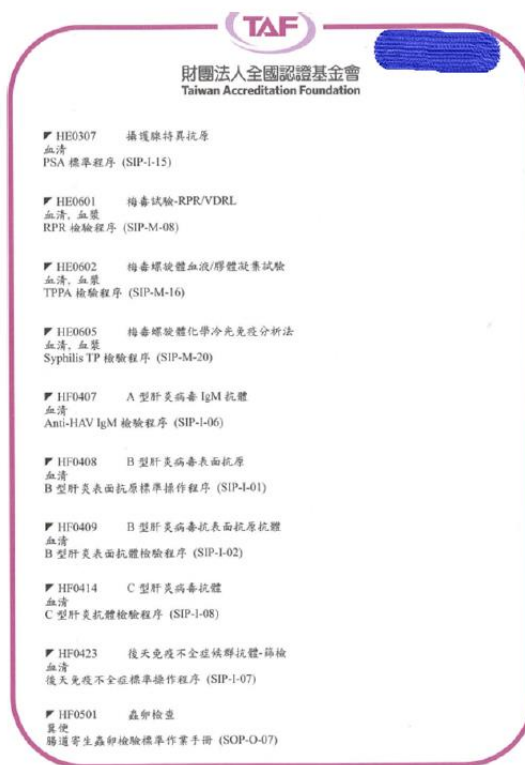 TAF
財團法人全國認證基金會
Taiwan Accreditation Foundation
HE0307 攝護腺特異抗原
血清
PSA 標準程序 (SIP-I-15)
HE0601 梅毒試驗-RPR/VDRL
血清, 血漿
RPR 檢驗程序 (SIP-M-08)
HE0602 梅毒螺旋體血液/膠體凝集試驗
血清, 血漿
TPPA 檢驗程序 (SIP-M-16)
HE0605 梅毒螺旋體化學冷光免疫分析法
血清, 血漿
Syphilis TP 檢驗程序 (SIP-M-20)
HF0407 A 型肝炎病毒 IgM 抗體
血清
Anti-HAV IgM 檢驗程序 (SIP-I-06)
HF0408 B 型肝炎病毒表面抗原
血清
B 型肝炎表面抗原標準操作程序 (SIP-I-01)
HF0409 B 型肝炎病毒抗表面抗原抗體
血清
B 型肝炎表面抗體檢驗程序 (SIP-I-02)
HF0414 C 型肝炎病毒抗體
血清
C 型肝炎抗體檢驗程序 (SIP-I-08)
HF0423 後天免疫不全症候群抗體-篩檢
血清
後天免疫不全症標準操作程序 (SIP-I-07)
HF0501 蟲卵檢查
糞便
腸道寄生蟲卵檢驗標準作業手冊 (SOP-O-07)